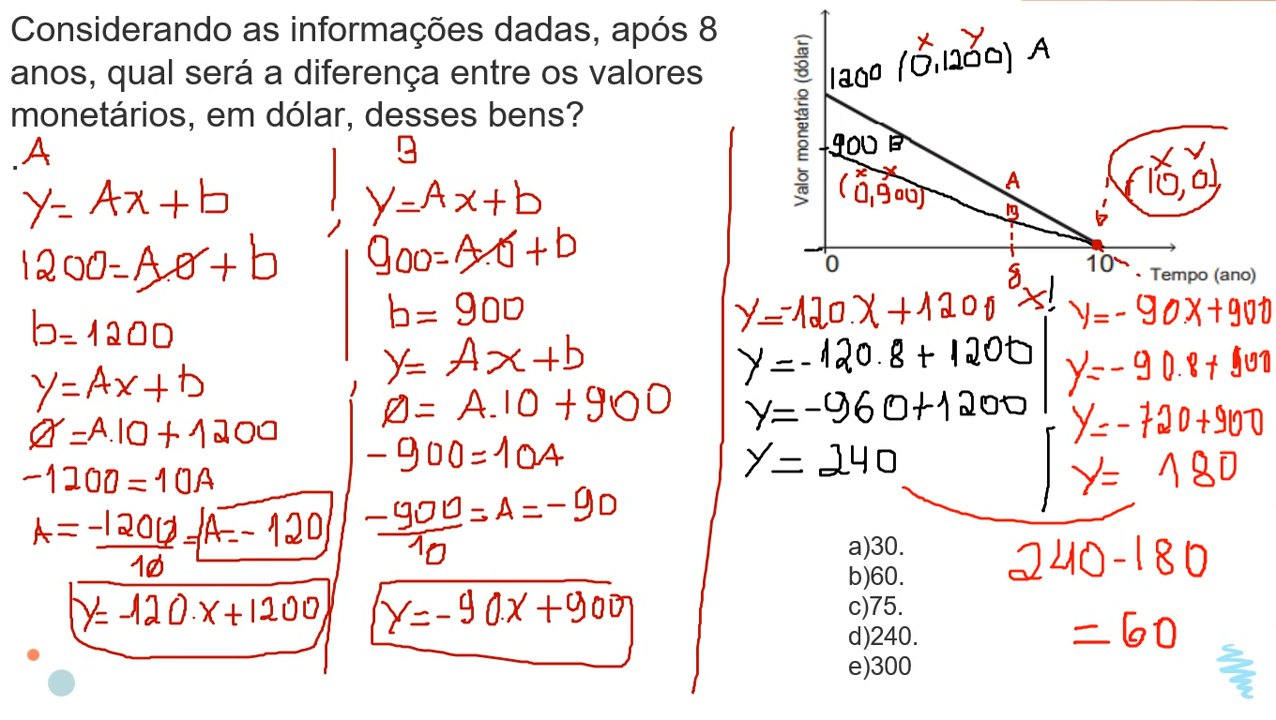 Considerando as informações dadas, após 8
anos, qual será a diferença entre os valores
monetários, em dólar, desses bens?
.A
y= Ax+b
1200=A.0+b
b=1200
y=Ax+b
0=A.10+1200
-1200=10A
A=-1200/10=A=-120
y=-120.x+1200
B
y=Ax+b
900=A.0+b
b=900
y= Ax+b
0= A.10+900
-900=10A
-900/10=A=-90
y=-90.x+900
Valor monetário (dólar)
x y
1200 (0,1200) A
900 B
x x
(0,900)
x y
(10,0)
A
B
0
8
10
Tempo (ano)
x!
y=-120.x+1200
y=-120.8+1200
y=-960+1200
y=240
y=-90.x+900
y=-90.8+900
y=-720+900
y= 180
240-180
=60
a)30.
b)60.
c)75.
d)240.
e)300